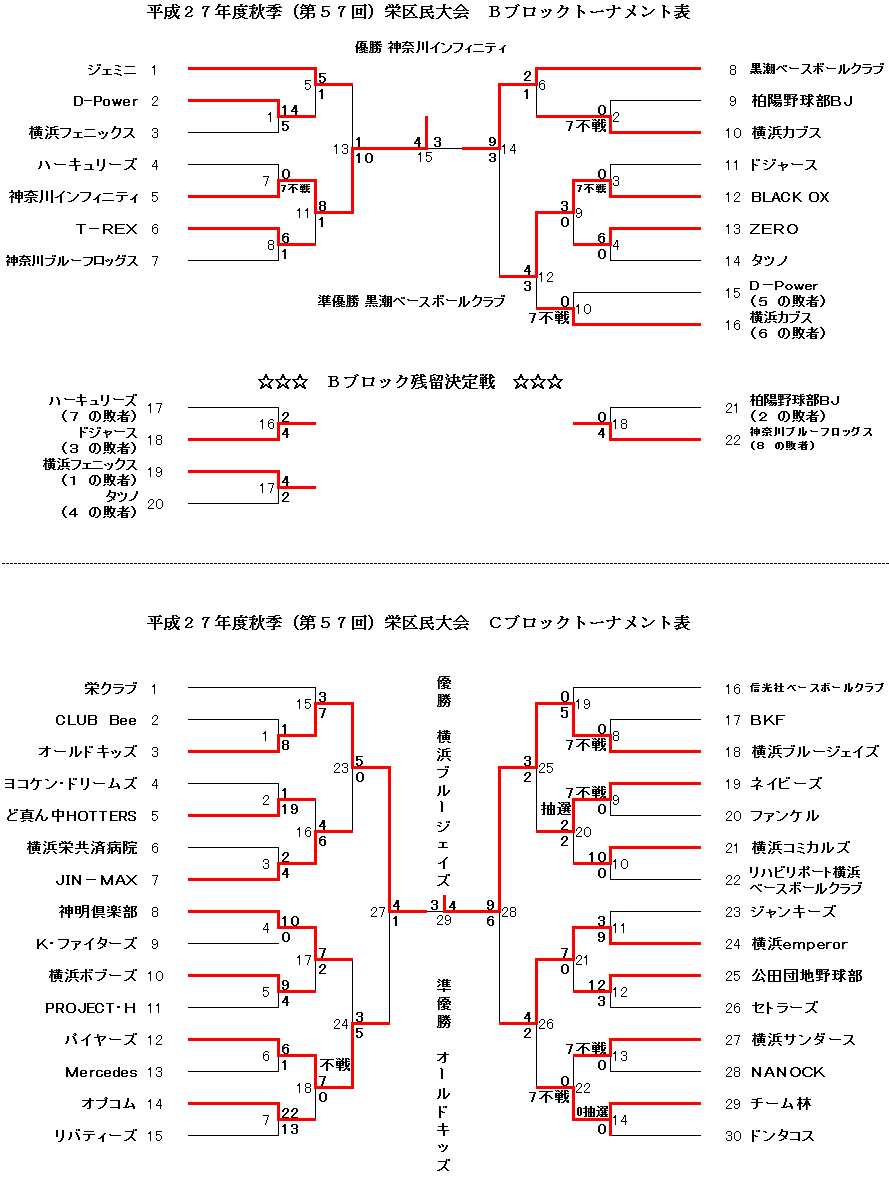 平成２７年度秋季（第５７回）栄区民大会　Ｂブロックトーナメント表
優勝 神奈川インフィニティ
ジェミニ 1
D-Power 2
横浜フェニックス 3
ハーキュリーズ 4
神奈川インフィニティ 5
Ｔ－ＲＥＸ 6
神奈川ブルーフロッグス 7
5
1
5 1
14
5
7
0
7不戦
11
8
1
8
6
1
13
1
10
4 3
15
9
3
14
2
1
6
0
7不戦
2
0
7不戦
3
3
0
9
6
0
4
4
3
12
0
7不戦
10
8 黒潮ベースボールクラブ
9 柏陽野球部ＢＪ
10 横浜カブス
11 ドジャース
12 BLACK OX
13 ＺＥＲＯ
14 タツノ
15 Ｄ－Power
（５ の敗者）
16 横浜カブス
（６ の敗者）
準優勝 黒潮ベースボールクラブ
☆☆☆　Ｂブロック残留決定戦　☆☆☆
ハーキュリーズ
（７ の敗者） 17
ドジャース
（３ の敗者） 18
横浜フェニックス
（１ の敗者） 19
タツノ
（４ の敗者） 20
16
2
4
17
4
2
0
4
18
21 柏陽野球部ＢＪ
（２ の敗者）
22 神奈川ブルーフロッグス
（８ の敗者）
平成２７年度秋季（第５７回）栄区民大会　Ｃブロックトーナメント表
栄クラブ 1
CLUB Bee 2
オールドキッズ 3
ヨコケン・ドリームズ 4
ど真ん中HOTTERS 5
横浜栄共済病院 6
JIN－MAX 7
神明倶楽部 8
Ｋ・ファイターズ 9
横浜ボブーズ 10
PROJECT・H 11
バイヤーズ 12
Mercedes 13
オプコム 14
リバティーズ 15
15
3
7
1
1
8
23
5
0
2
1
19
16
4
6
3
2
4
4
10
0
17
7
2
5
9
4
24
3
5
6
6
1
不戦
18
7
0
7
22
13
27
4
1
3 4
29
9
6
28
優勝　横浜ブルージェイズ
準優勝　オールドキッズ
0
5
19
0
7不戦
8
3
2
25
7不戦
0
9
抽選
2
2
20
10
0
10
3
9
11
7
0
21
12
3
12
4
2
26
7不戦
0
13
0
7不戦
22
0抽選
0
14
16 信光社ベースボールクラブ
17 ＢＫＦ
18 横浜ブルージェイズ
19 ネイビーズ
20 ファンケル
21 横浜コミカルズ
22 リハビリポート横浜
ベースボールクラブ
23 ジャンキーズ
24 横浜emperor
25 公田団地野球部
26 セトラーズ
27 横浜サンダース
28 ＮＡＮＯＣＫ
29 チーム林
30 ドンタコス